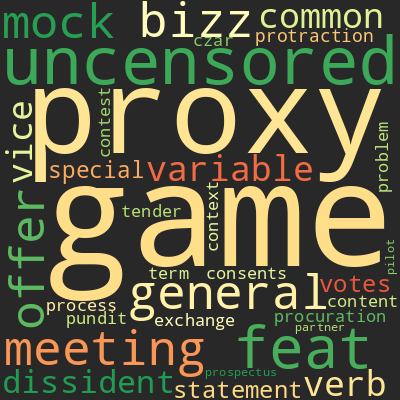 mock bizz common
czar protraction
uncensored
proxy
vice contest problem
special variable
game
offer tender context pilot
term consents
process general votes
pundit exchange content
procuration
partner
meeting feat
dissident prospectus
statement verb